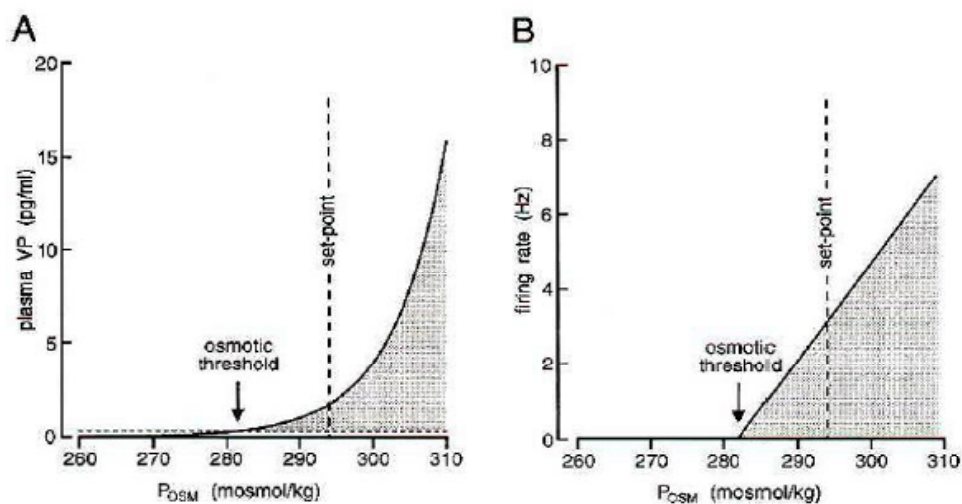 A
20
15
10
5
0
plasma VP (pg/ml)
osmotic
threshold
set-point
260 270 280 290 300 310
POSM (mosmol/kg)
B
10
8
6
4
2
0
firing rate (Hz)
osmotic
threshold
set-point
260 270 280 290 300 310
POSM (mosmol/kg)